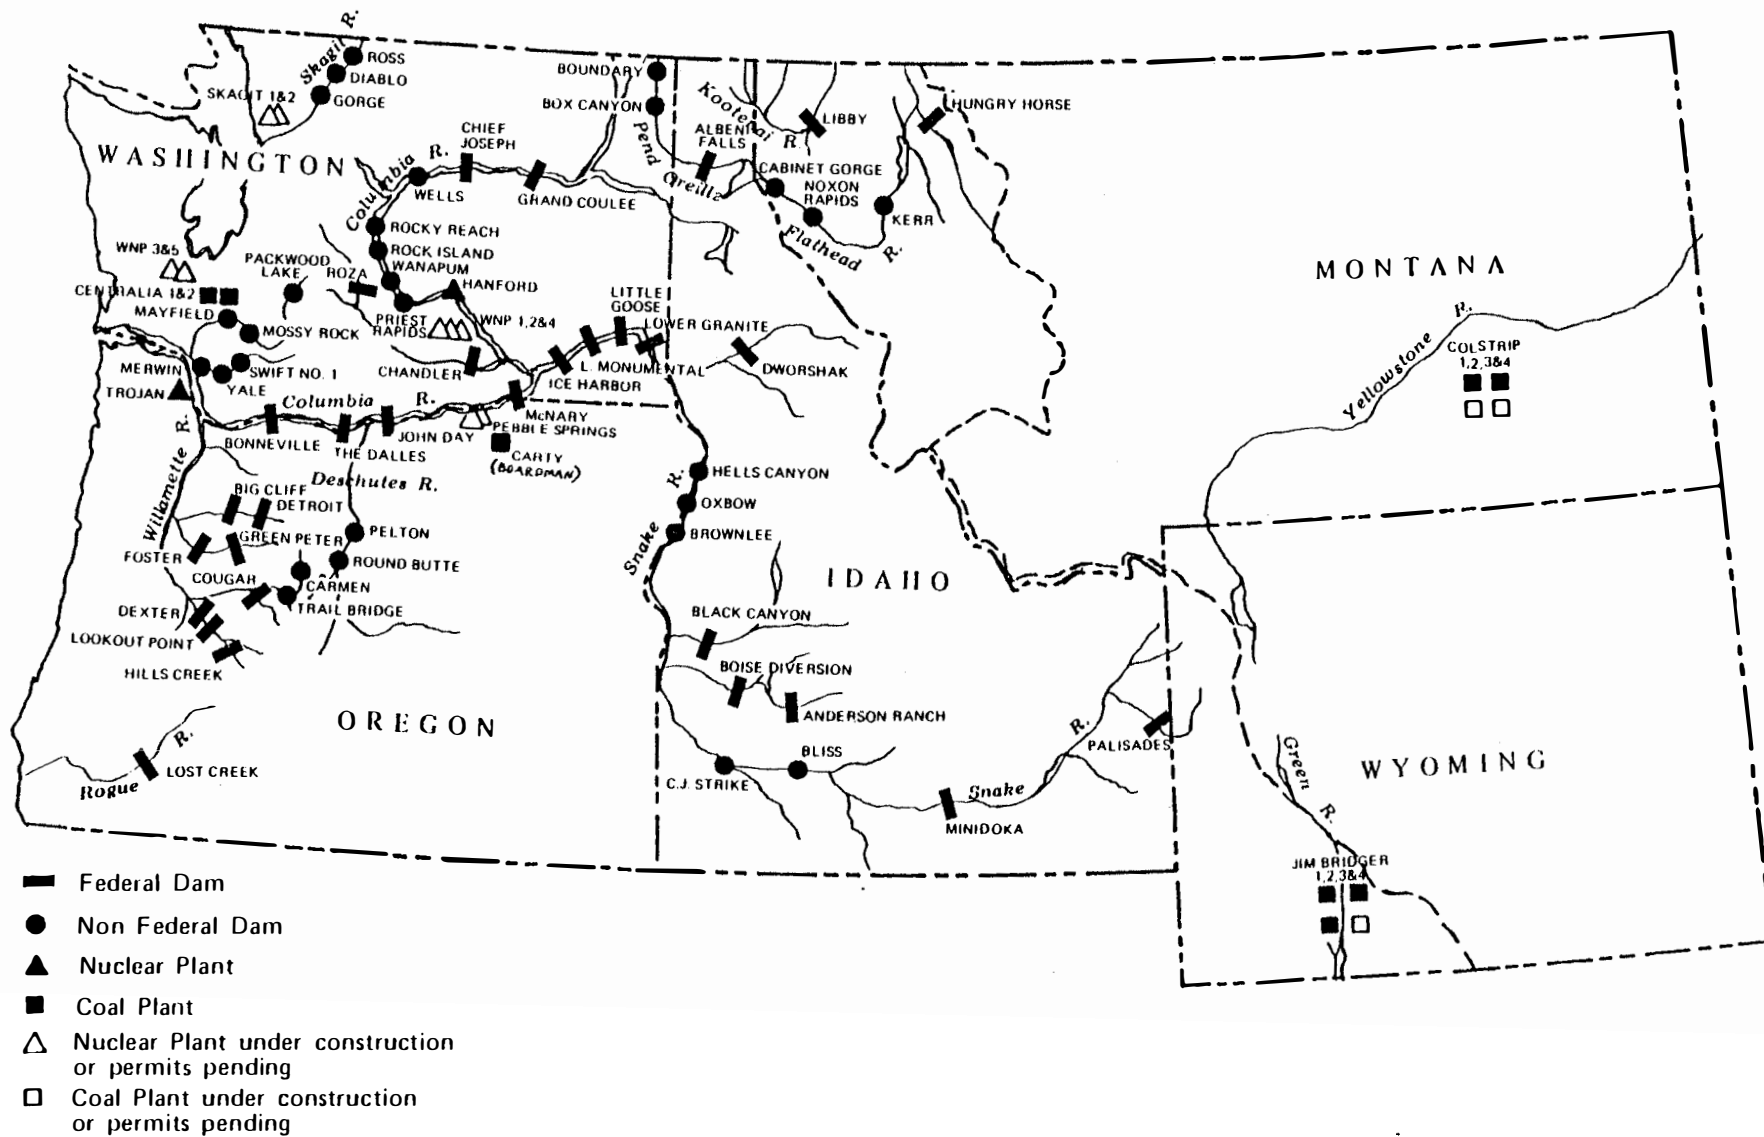 Skagit R.
ROSS
DIABLO
GORGE
SKAGIT 1&2
WASHINGTON
BOUNDARY
BOX CANYON
Pend
Oreille
Kootenai R.
LIBBY
HUNGRY HORSE
ALBENI
FALLS
CABINET GORGE
NOXON
RAPIDS
KERR
Flathead R.
CHIEF
JOSEPH
Columbia R.
WELLS
GRAND COULEE
ROCKY REACH
ROCK ISLAND
WANAPUM
HANFORD
PRIEST
RAPIDS
WNP 1,2&4
WNP 3&5
PACKWOOD
LAKE
ROZA
CENTRALIA 1&2
MAYFIELD
MOSSY ROCK
MERWIN
SWIFT NO. 1
YALE
TROJAN
CHANDLER
LITTLE
GOOSE
LOWER GRANITE
L. MONUMENTAL
ICE HARBOR
DWORSHAK
Columbia R.
McNARY
PEBBLE SPRINGS
BONNEVILLE
THE DALLES
JOHN DAY
CARTY
(BOARDMAN)
Willamette R.
Deschutes R.
BIG CLIFF
DETROIT
GREEN PETER
FOSTER
PELTON
ROUND BUTTE
COUGAR
CARMEN
TRAIL BRIDGE
DEXTER
LOOKOUT POINT
HILLS CREEK
OREGON
LOST CREEK
Rogue R.
Snake R.
HELLS CANYON
OXBOW
BROWNLEE
IDAHO
BLACK CANYON
BOISE DIVERSION
ANDERSON RANCH
C.J. STRIKE
BLISS
MINIDOKA
Snake R.
PALISADES
MONTANA
Yellowstone R.
COLSTRIP
1,2,3&4
WYOMING
Green R.
JIM BRIDGER
1,2,3&4
Federal Dam
Non Federal Dam
Nuclear Plant
Coal Plant
Nuclear Plant under construction
or permits pending
Coal Plant under construction
or permits pending